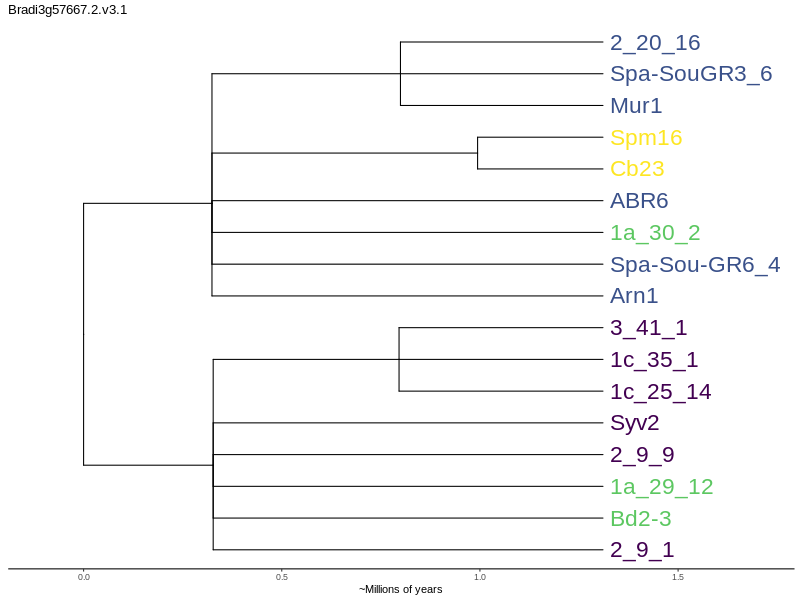 Bradi3g57667.2.v3.1
2_20_16
Spa-SouGR3_6
Mur1
Spm16
Cb23
ABR6
1a_30_2
Spa-Sou-GR6_4
Arn1
3_41_1
1c_35_1
1c_25_14
Syv2
2_9_9
1a_29_12
Bd2-3
2_9_1
0.0 0.5 1.0 1.5
~Millions of years